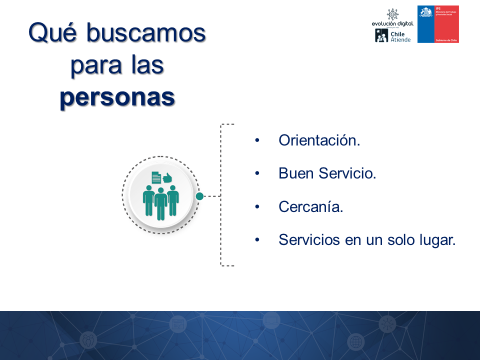 Qué buscamos
para las
personas
evolución digital
Chile
Atiende
• Orientación.
• Buen Servicio.
• Cercanía.
• Servicios en un solo lugar.